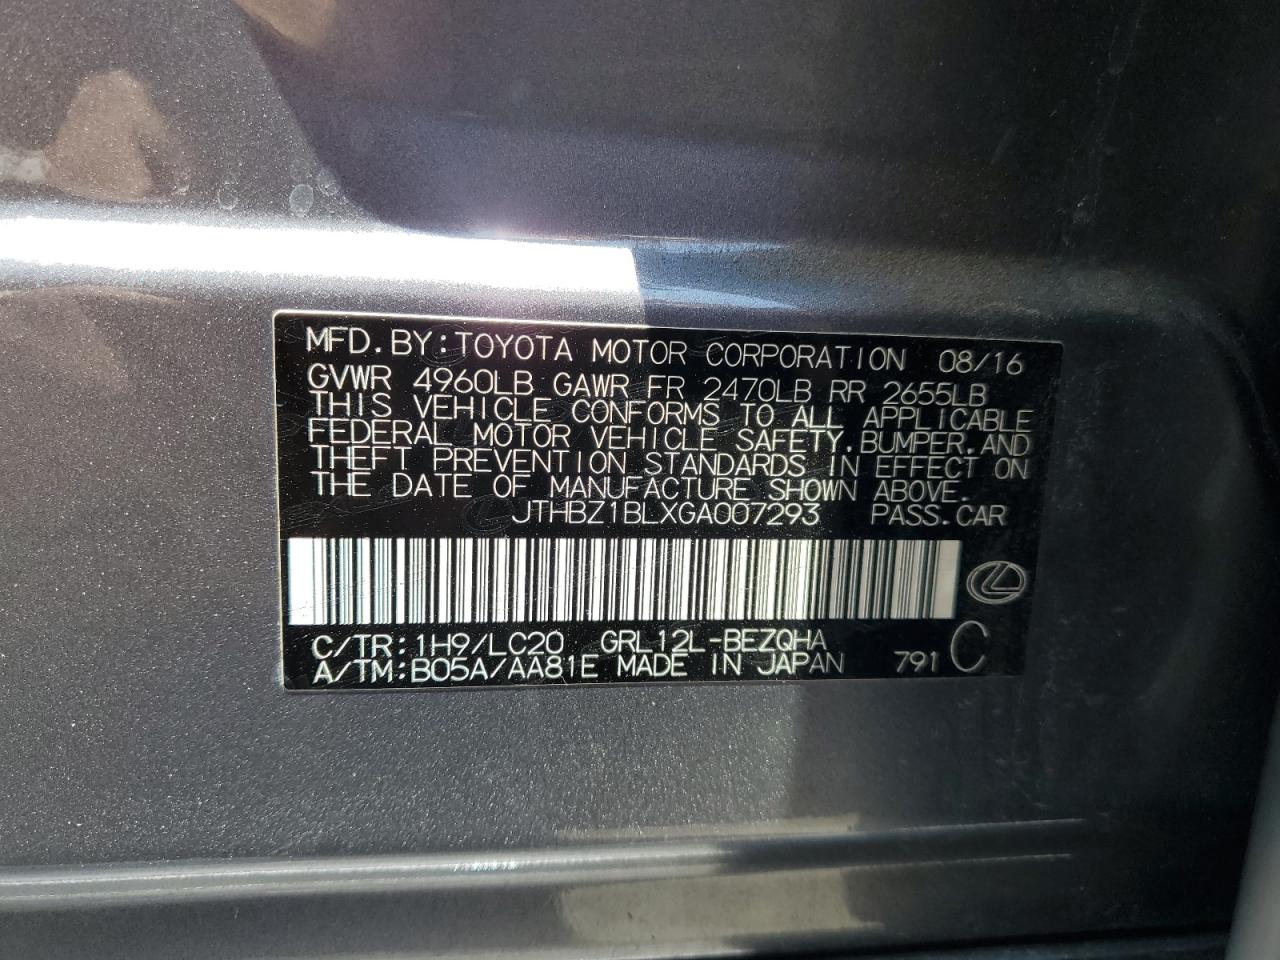 MFD.BY:TOYOTA MOTOR CORPORATION 08/16
GVWR 4960LB GAWR FR 2470LB RR 2655LB
THIS VEHICLE CONFORMS TO ALL APPLICABLE
FEDERAL MOTOR VEHICLE SAFETY,BUMPER,AND
THEFT PREVENTION STANDARDS IN EFFECT ON
THE DATE OF MANUFACTURE SHOWN ABOVE.
JTHBZ1BLXGA007293 PASS.CAR
C/TR:1H9/LC20 GRL12L-BEZQHA
A/TM:B05A/AA81E MADE IN JAPAN 791 C